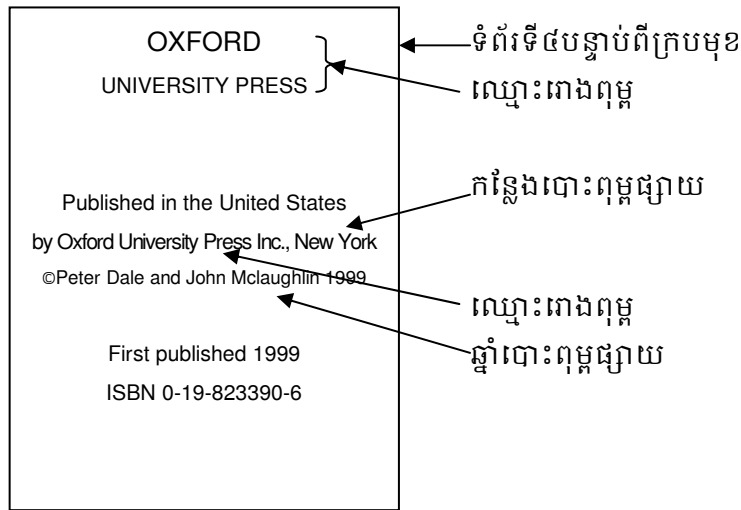 OXFORD
UNIVERSITY PRESS
ទំព័រទី៤បន្ទាប់ពីក្របមុខ
ឈ្មោះរោងពុម្ព
Published in the United States
by Oxford University Press Inc., New York
©Peter Dale and John Mclaughlin 1999
កន្លែងបោះពុម្ពផ្សាយ
ឈ្មោះរោងពុម្ព
ឆ្នាំបោះពុម្ពផ្សាយ
First published 1999
ISBN 0-19-823390-6